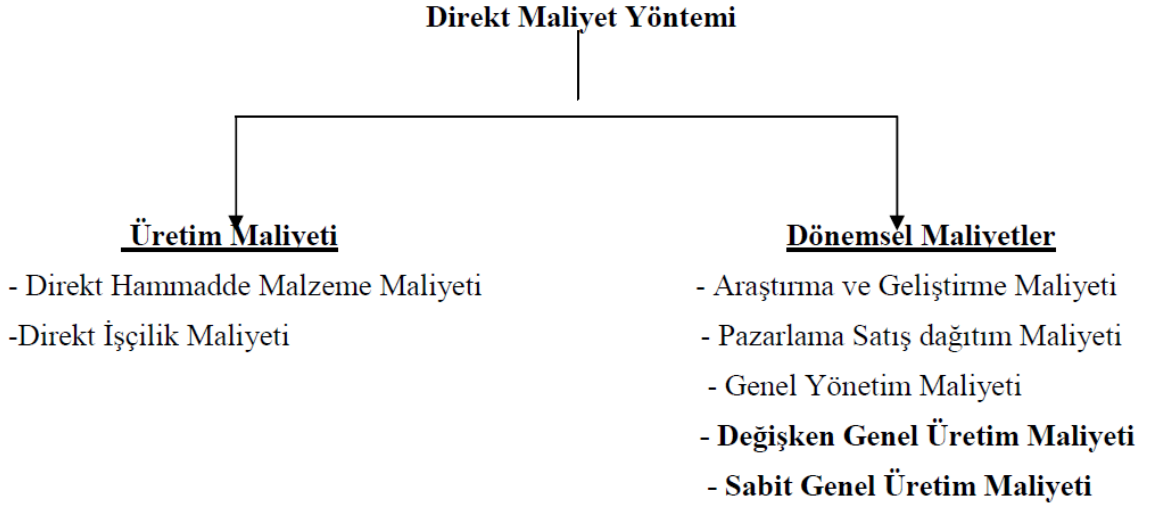 Direkt Maliyet Yöntemi
Üretim Maliyeti
- Direkt Hammadde Malzeme Maliyeti
-Direkt İşçilik Maliyeti
Dönemsel Maliyetler
- Araştırma ve Geliştirme Maliyeti
- Pazarlama Satış dağıtım Maliyeti
- Genel Yönetim Maliyeti
- Değişken Genel Üretim Maliyeti
- Sabit Genel Üretim Maliyeti